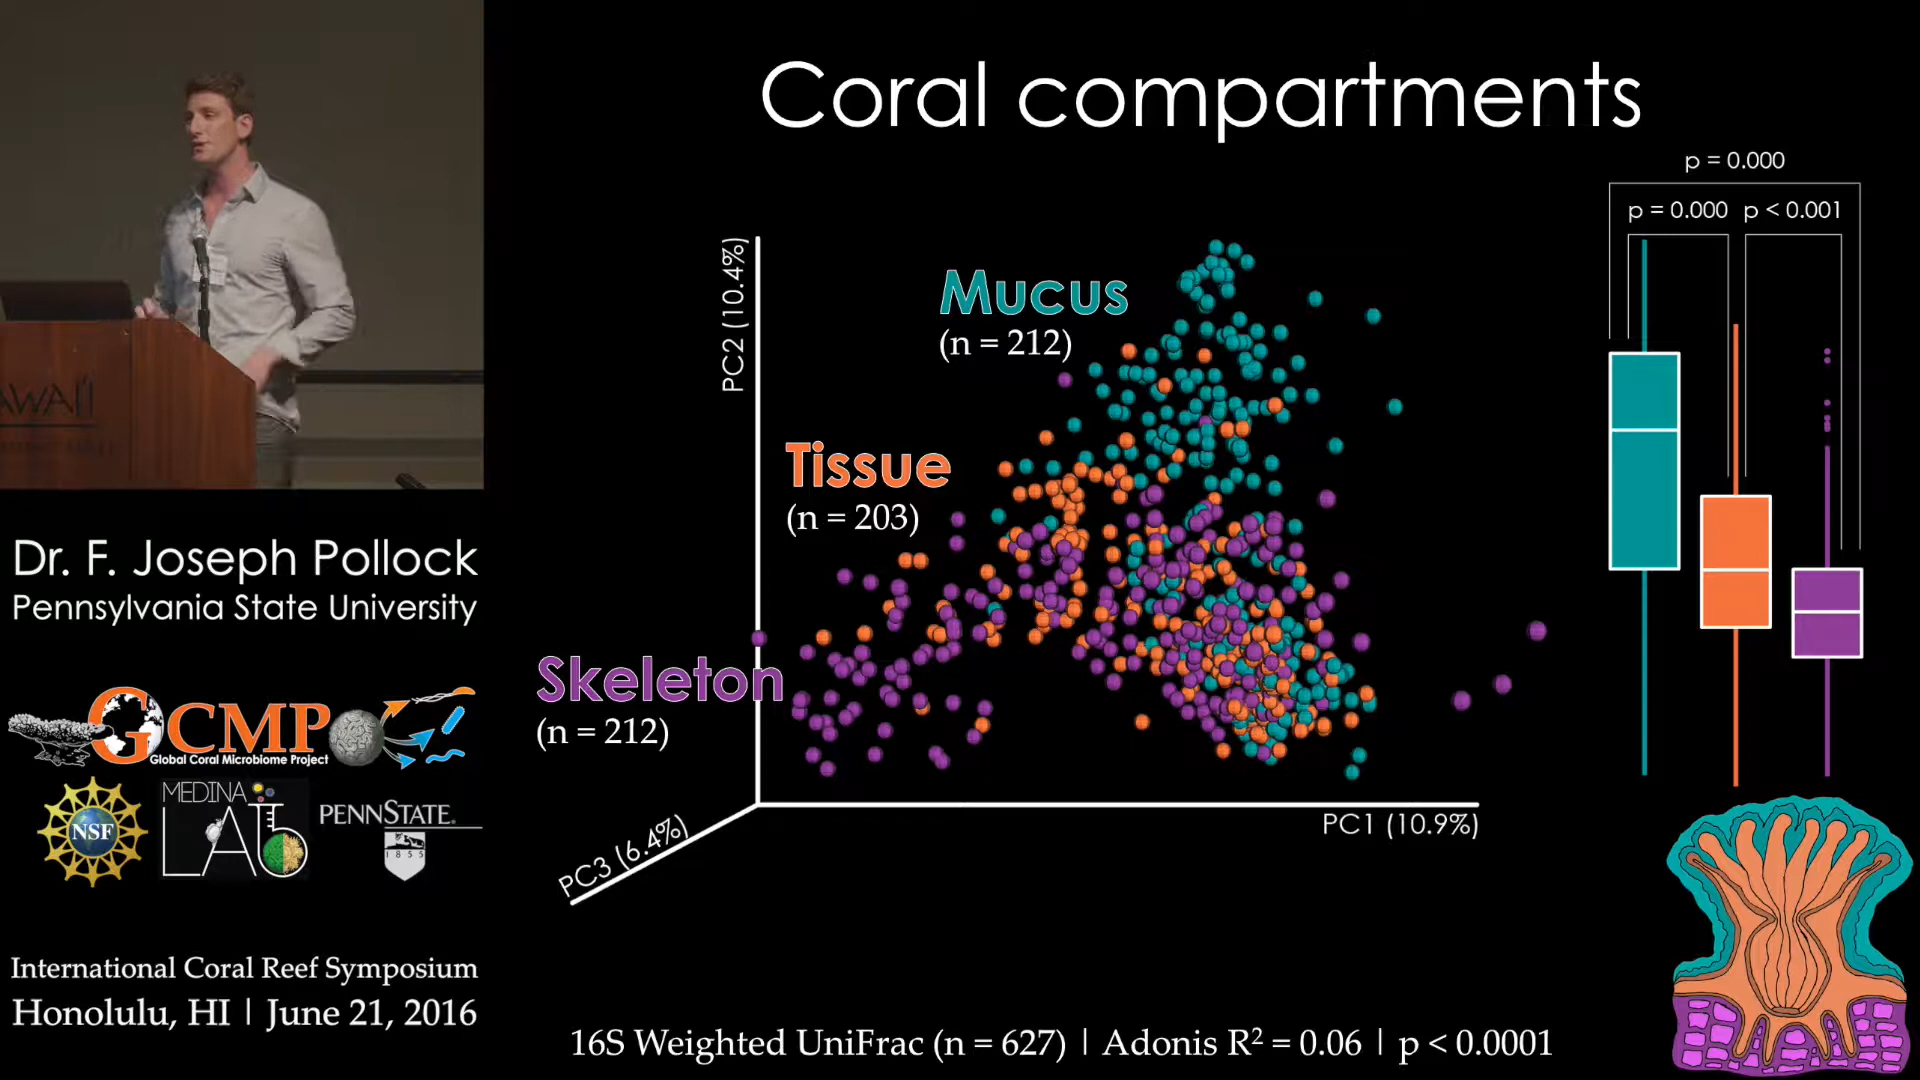 Coral compartments
p = 0.000
p = 0.000 p < 0.001
PC2 (10.4%)
Mucus
(n = 212)
Tissue
(n = 203)
Skeleton
(n = 212)
PC1 (10.9%)
PC3 (6.4%)
16S Weighted UniFrac (n = 627) | Adonis R² = 0.06 | p < 0.0001
Dr. F. Joseph Pollock
Pennsylvania State University
GCMP
Global Coral Microbiome Project
NSF
MEDINA
LAb
PENNSTATE.
1855
International Coral Reef Symposium
Honolulu, HI | June 21, 2016